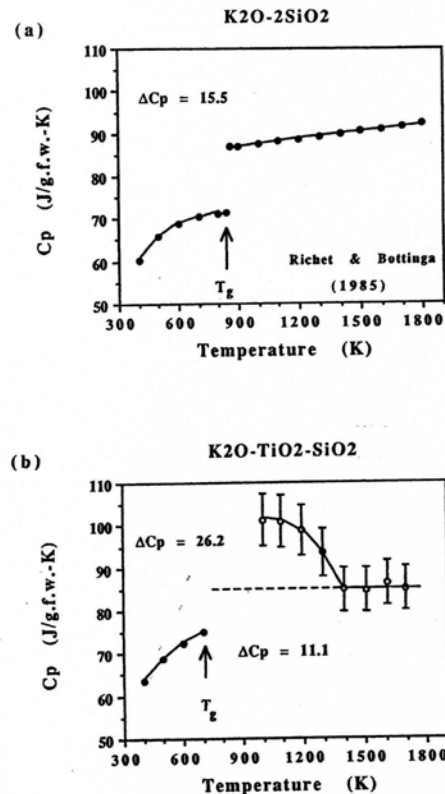 (a)
K2O-2SiO2
Cp (J/g.f.w.-K)
110
100
90
80
70
60
50
ΔCp = 15.5
Tg
Richet & Bottinga
(1985)
300 600 900 1200 1500 1800
Temperature (K)
(b)
K2O-TiO2-SiO2
Cp (J/g.f.w.-K)
110
100
90
80
70
60
50
ΔCp = 26.2
ΔCp = 11.1
Tg
300 600 900 1200 1500 1800
Temperature (K)